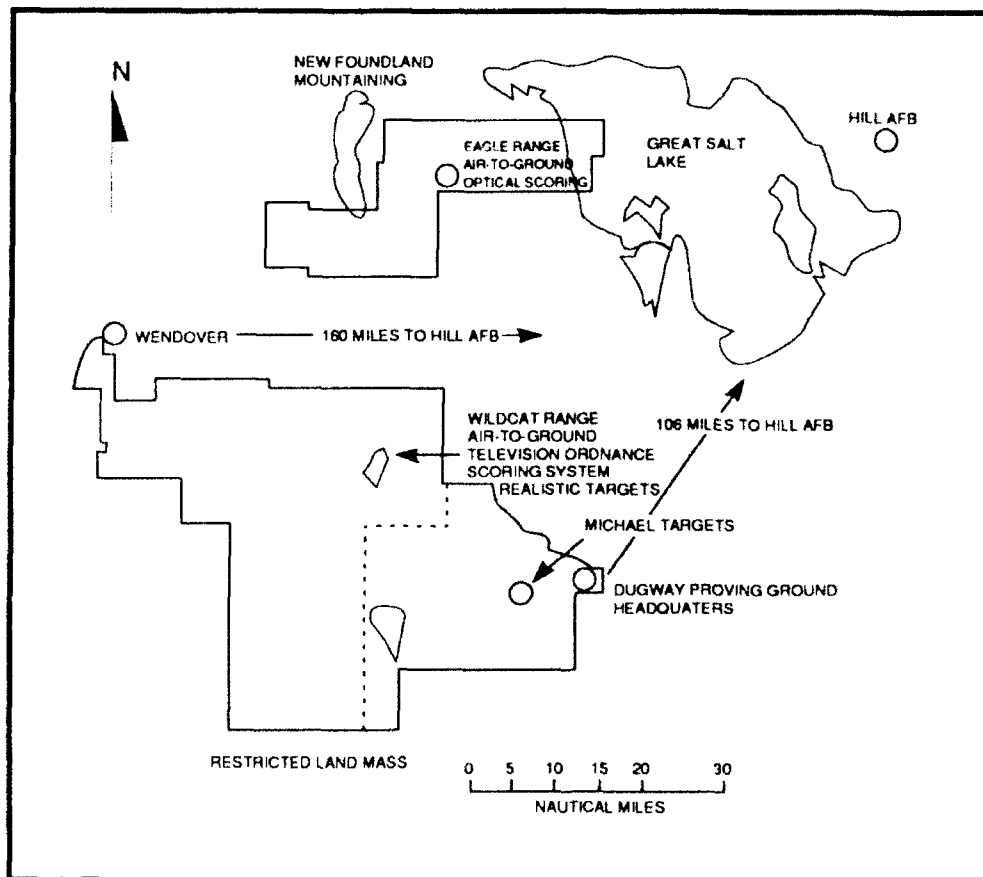 N
NEW FOUNDLAND
MOUNTAINING
HILL AFB
EAGLE RANGE
AIR-TO-GROUND
OPTICAL SCORING
GREAT SALT
LAKE
WENDOVER
160 MILES TO HILL AFB
WILDCAT RANGE
AIR-TO-GROUND
TELEVISION ORDNANCE
SCORING SYSTEM
REALISTIC TARGETS
106 MILES TO HILL AFB
MICHAEL TARGETS
DUGWAY PROVING GROUND
HEADQUATERS
RESTRICTED LAND MASS
0 5 10 15 20 30
NAUTICAL MILES